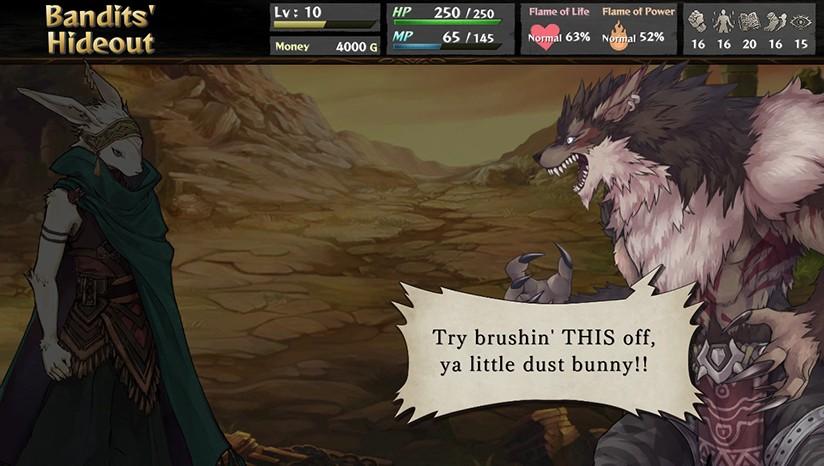 Bandits'
Hideout
Lv : 10
Money 4000 G
HP 250 / 250
MP 65 / 145
Flame of Life Flame of Power
Normal 63% Normal 52%
16 16 20 16 15
Try brushin' THIS off,
ya little dust bunny!!